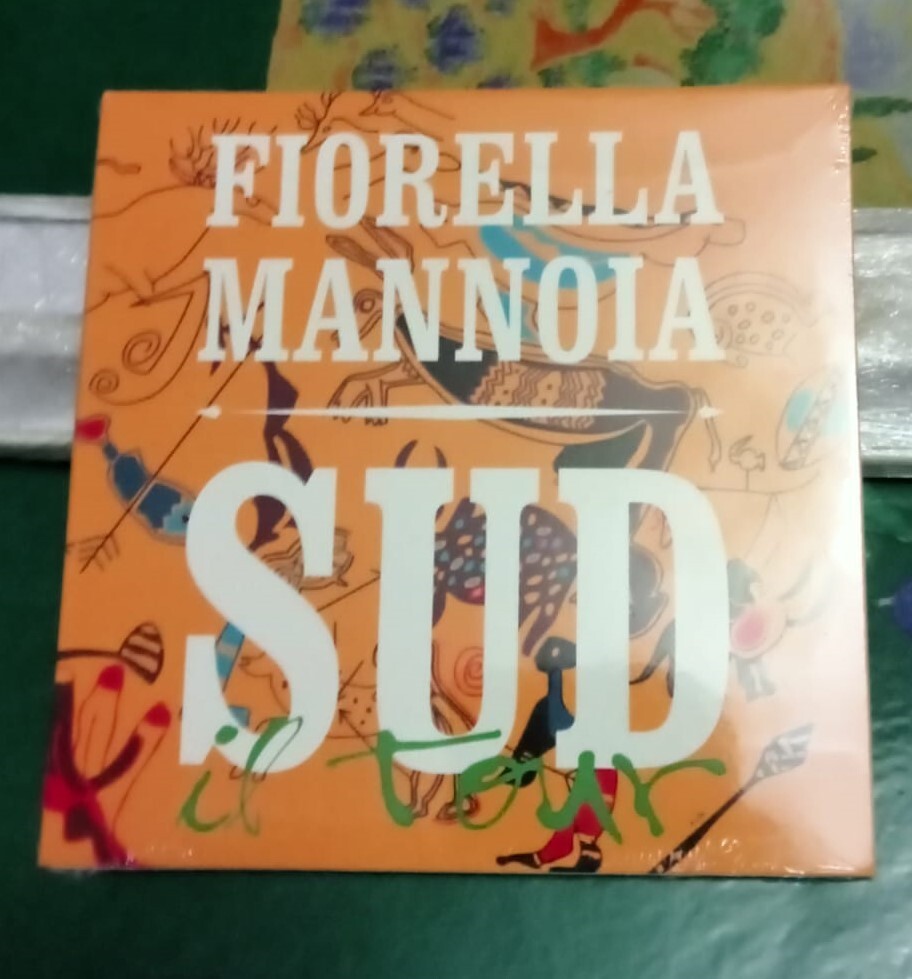 FIORELLA
MANNOIA
SUD
il tour